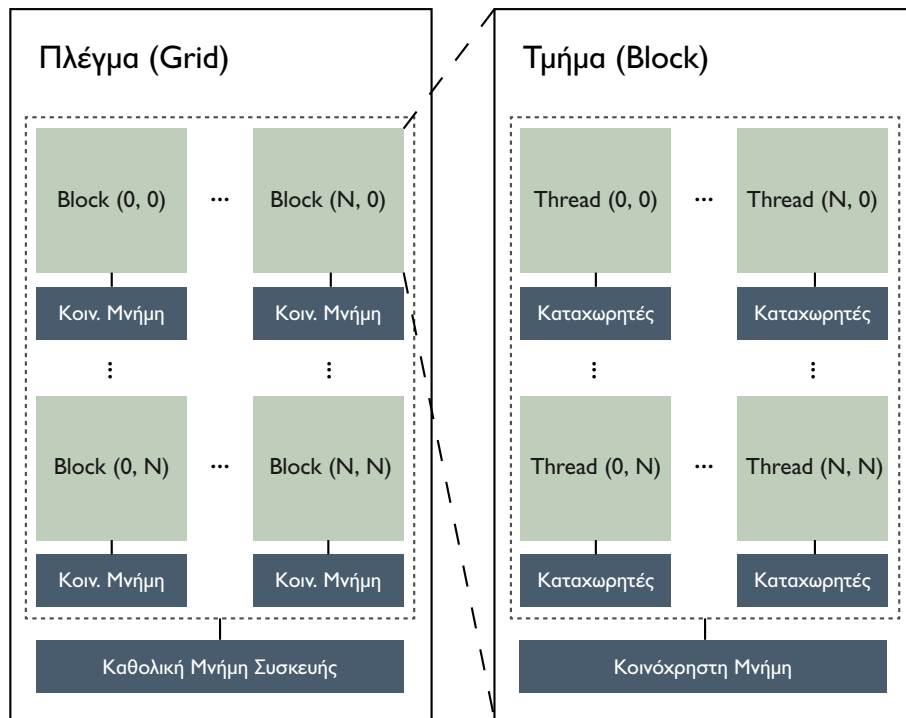 Πλέγμα (Grid)
Block (0, 0)
...
Block (N, 0)
Κοιν. Μνήμη
Κοιν. Μνήμη
...
...
Block (0, N)
...
Block (N, N)
Κοιν. Μνήμη
Κοιν. Μνήμη
Καθολική Μνήμη Συσκευής
Τμήμα (Block)
Thread (0, 0)
...
Thread (N, 0)
Καταχωρητές
Καταχωρητές
...
...
Thread (0, N)
...
Thread (N, N)
Καταχωρητές
Καταχωρητές
Κοινόχρηστη Μνήμη